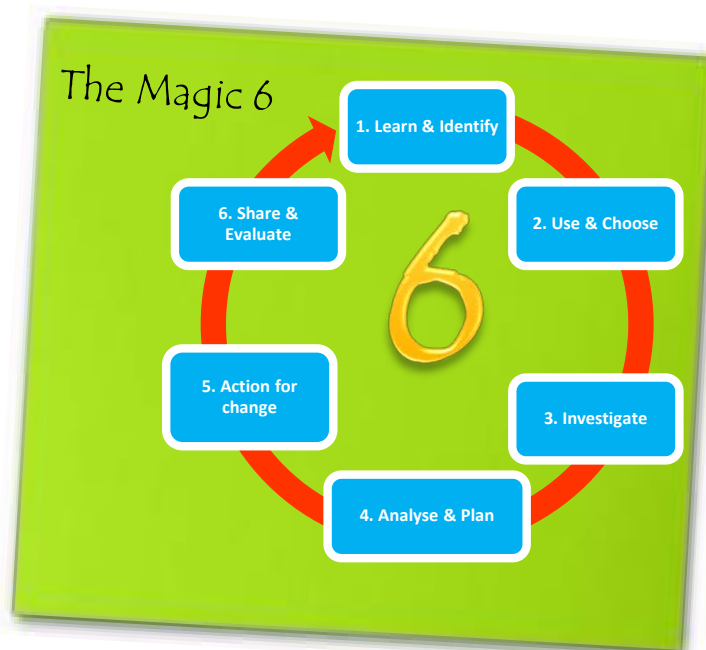 The Magic 6
1. Learn & Identify
2. Use & Choose
3. Investigate
4. Analyse & Plan
5. Action for
change
6. Share &
Evaluate
6